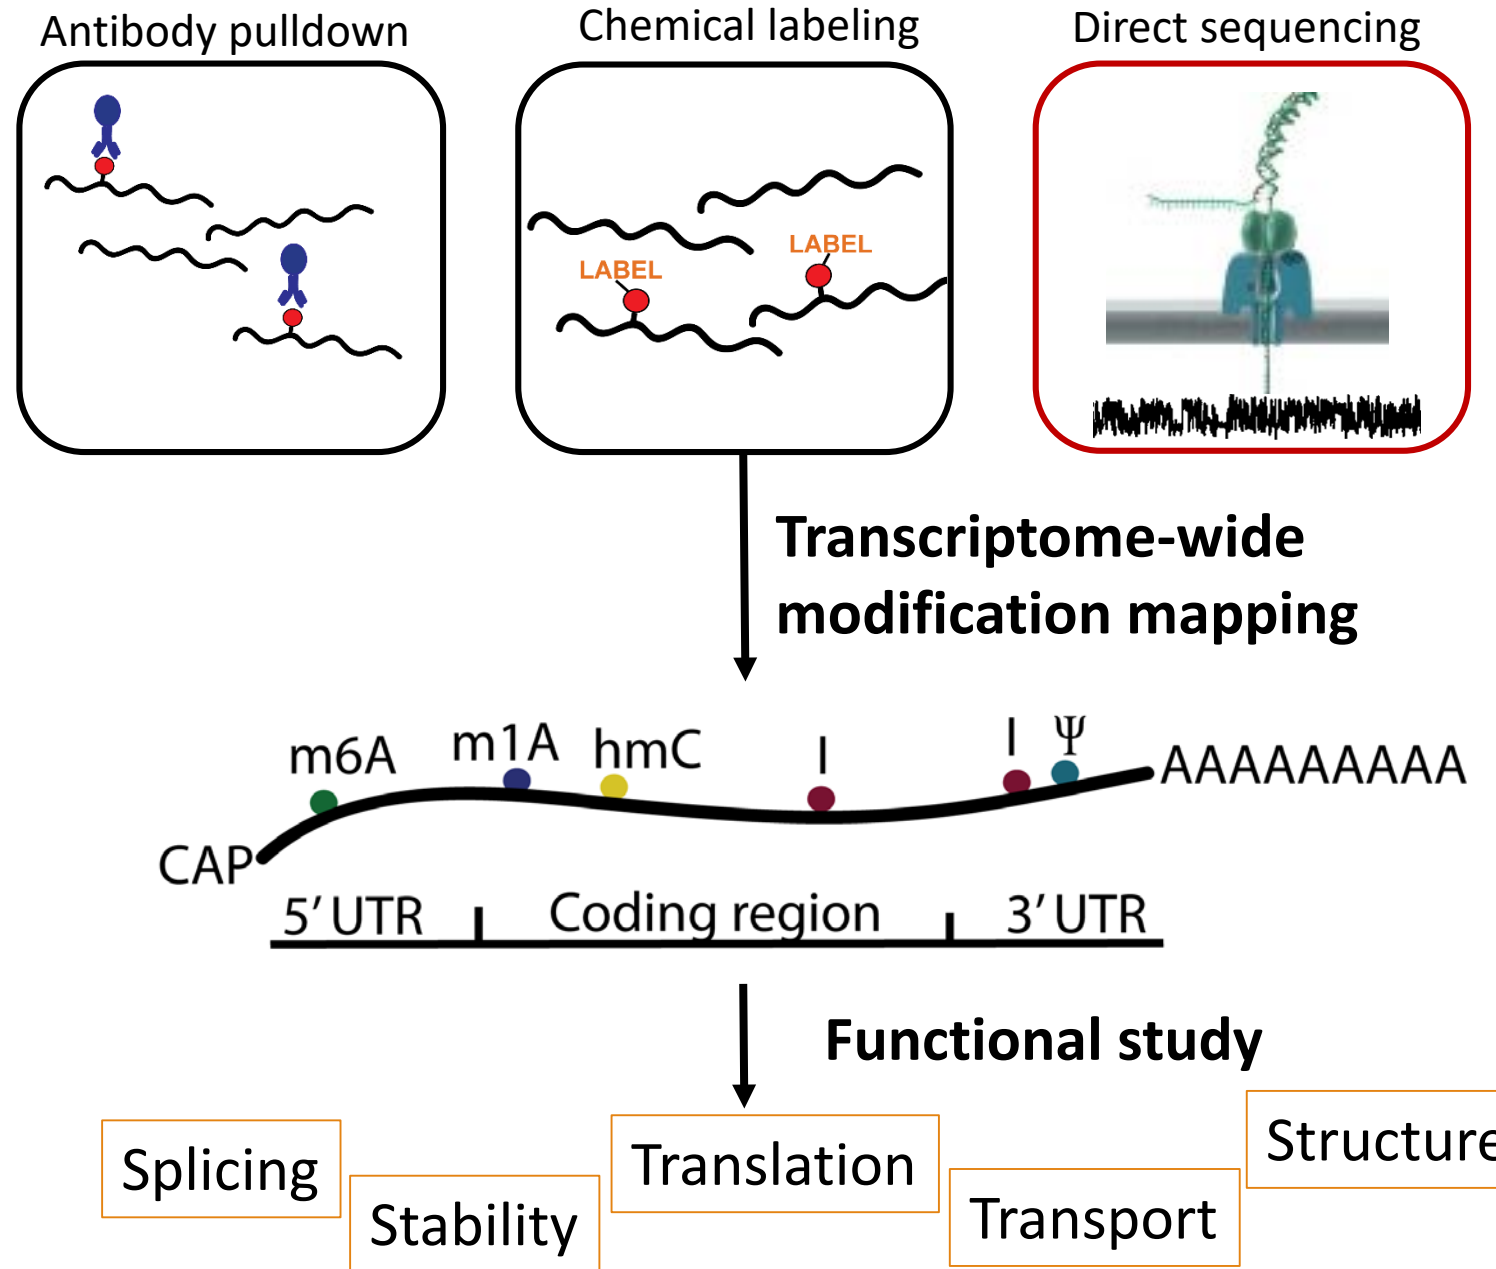 Antibody pulldown
Chemical labeling
Direct sequencing
LABEL
LABEL
Transcriptome-wide
modification mapping
m6A
m1A
hmC
I
I
Ψ
AAAAAAAAA
CAP
5' UTR
Coding region
3' UTR
Functional study
Splicing
Stability
Translation
Transport
Structure